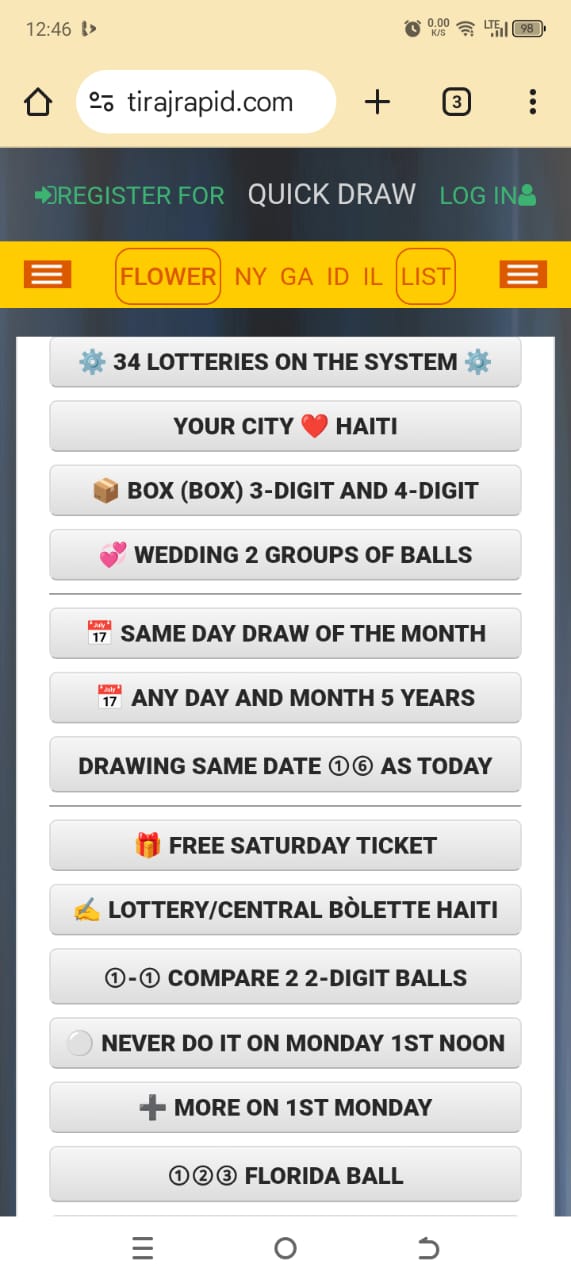 12:46
0.00
K/S
LTE
98
tirajrapid.com
3
REGISTER FOR QUICK DRAW LOG IN
FLOWER NY GA ID IL LIST
⚙️ 34 LOTTERIES ON THE SYSTEM ⚙️
YOUR CITY ❤️ HAITI
📦 BOX (BOX) 3-DIGIT AND 4-DIGIT
💞 WEDDING 2 GROUPS OF BALLS
📅 SAME DAY DRAW OF THE MONTH
📅 ANY DAY AND MONTH 5 YEARS
DRAWING SAME DATE ①⑥ AS TODAY
🎁 FREE SATURDAY TICKET
✍️ LOTTERY/CENTRAL BÒLETTE HAITI
①-① COMPARE 2 2-DIGIT BALLS
⚪ NEVER DO IT ON MONDAY 1ST NOON
➕ MORE ON 1ST MONDAY
①②③ FLORIDA BALL